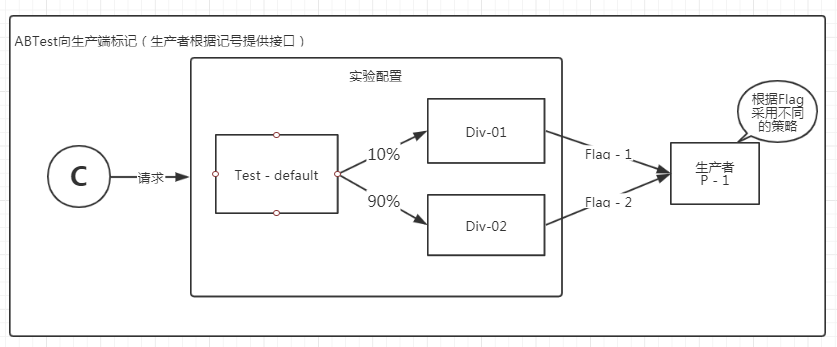 ABTest向生产端标记（生产者根据记号提供接口）
实验配置
C
请求
Test - default
10%
90%
Div-01
Div-02
Flag - 1
Flag - 2
根据Flag
采用不同
的策略
生产者
P - 1